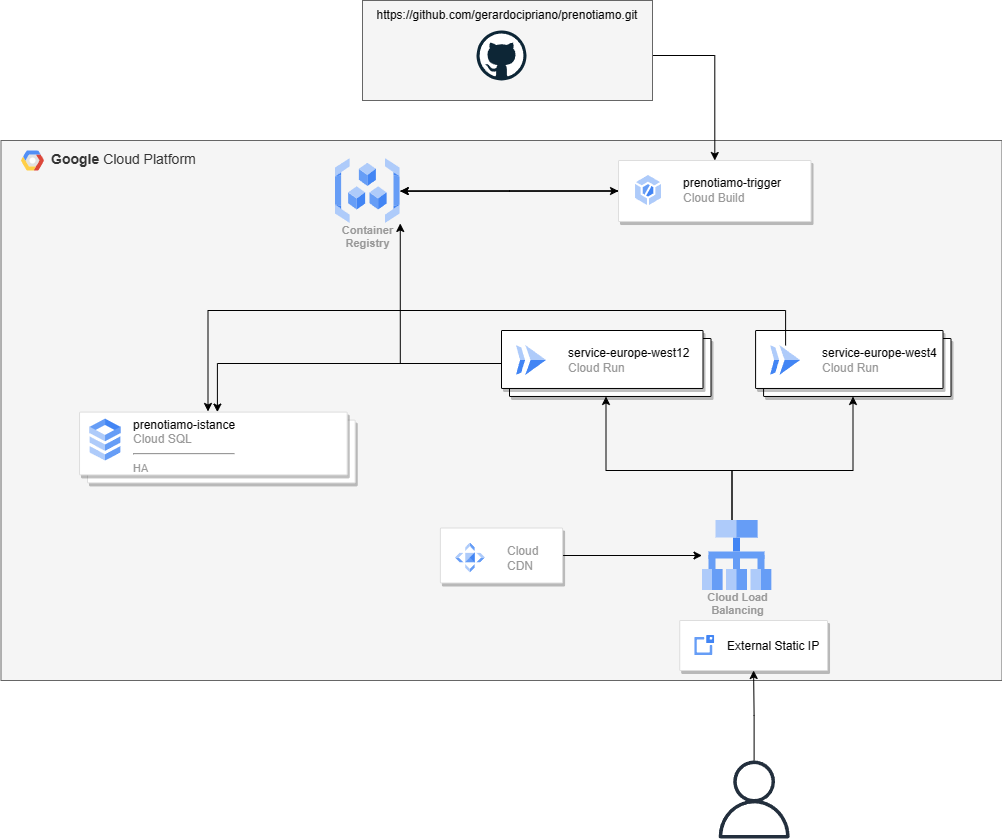 https://github.com/gerardocipriano/prenotiamo.git
Google Cloud Platform
prenotiamo-trigger
Cloud Build
Container
Registry
service-europe-west12
Cloud Run
service-europe-west4
Cloud Run
prenotiamo-istance
Cloud SQL
HA
Cloud
CDN
Cloud Load
Balancing
External Static IP